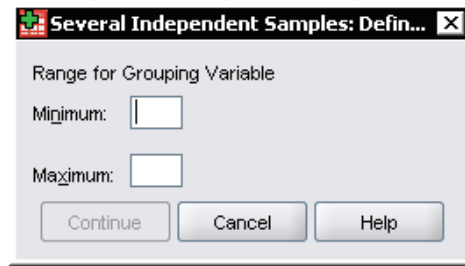 Several Independent Samples: Defin...
Range for Grouping Variable
Minimum:
Maximum:
Continue Cancel Help